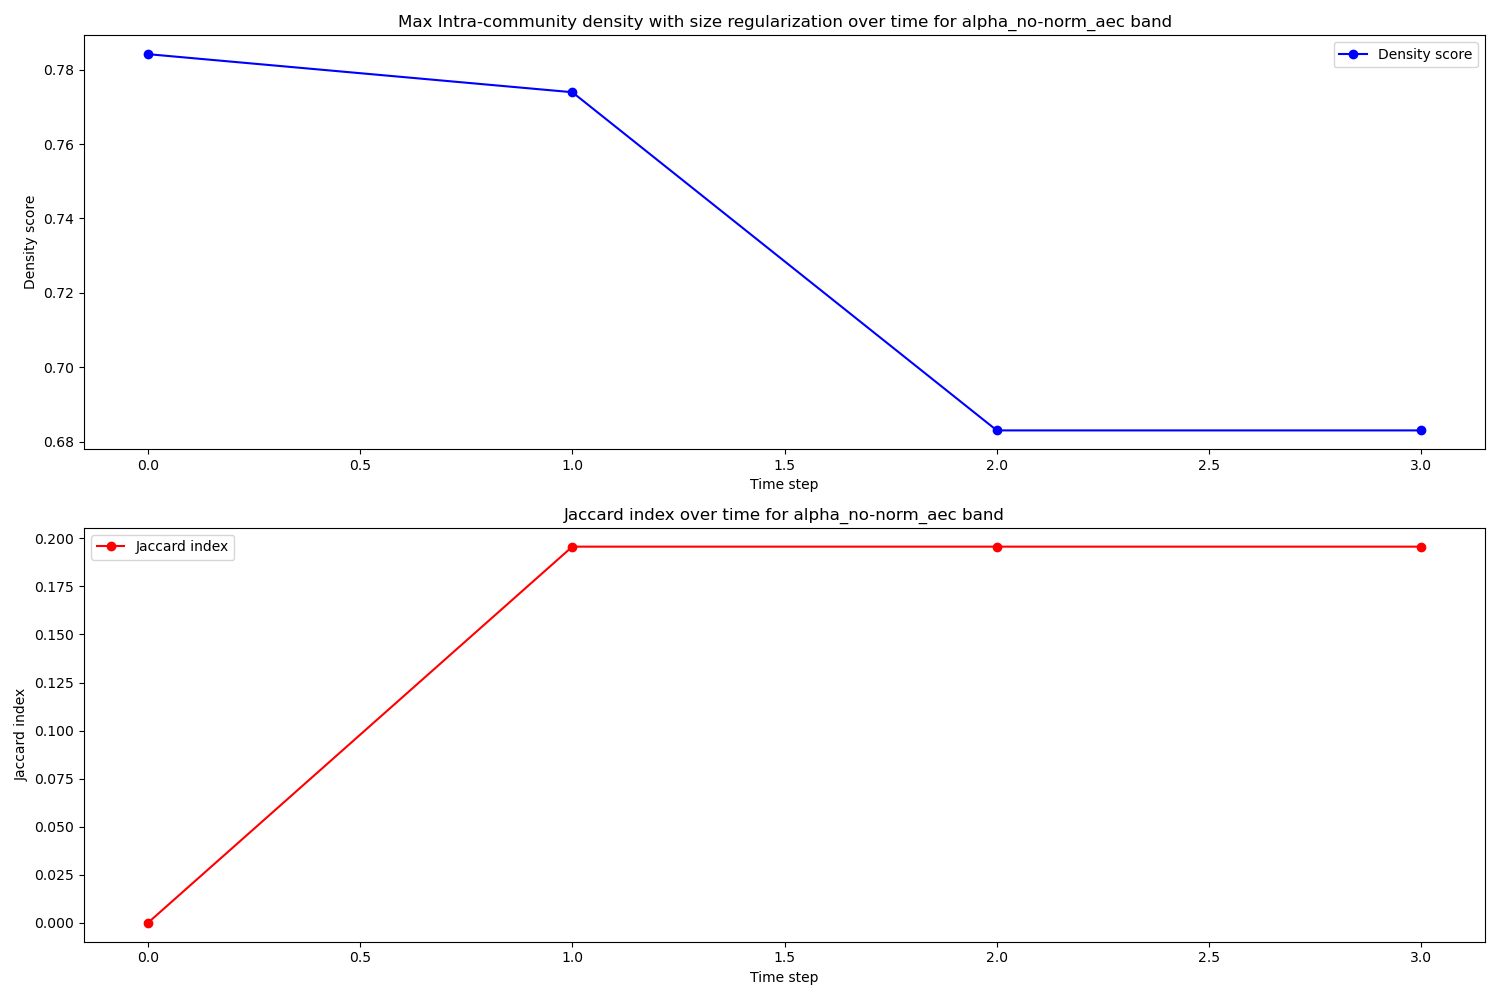 Max Intra-community density with size regularization over time for alpha_no-norm_aec band
Density score
0.78
0.76
0.74
0.72
0.70
0.68
Density score
0.0 0.5 1.0 1.5 2.0 2.5 3.0
Time step
Jaccard index over time for alpha_no-norm_aec band
Jaccard index
0.200
0.175
0.150
0.125
0.100
0.075
0.050
0.025
0.000
Jaccard index
0.0 0.5 1.0 1.5 2.0 2.5 3.0
Time step